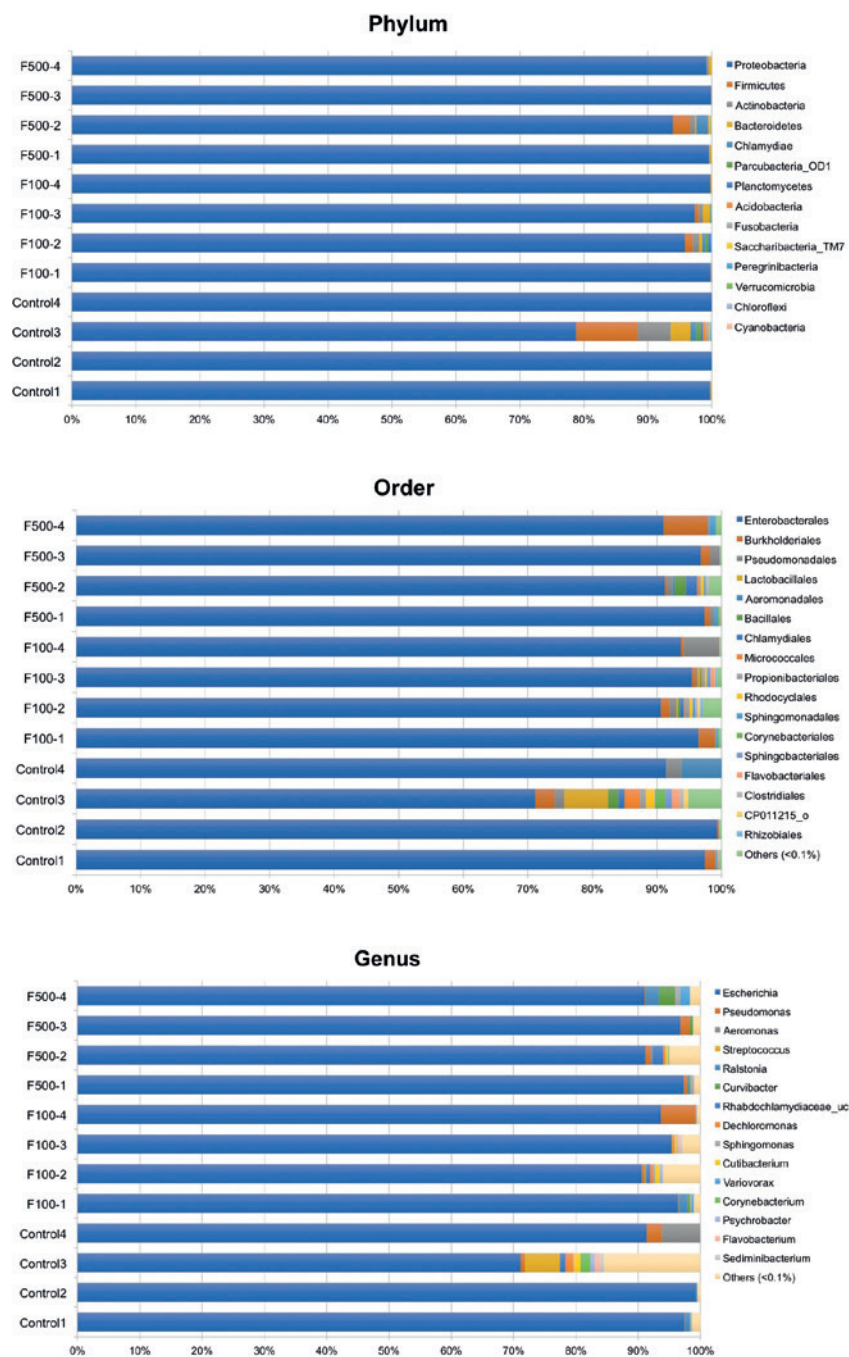 Phylum
F500-4
F500-3
F500-2
F500-1
F100-4
F100-3
F100-2
F100-1
Control4
Control3
Control2
Control1
0% 10% 20% 30% 40% 50% 60% 70% 80% 90% 100%
Proteobacteria
Firmicutes
Actinobacteria
Bacteroidetes
Chlamydiae
Parcubacteria_OD1
Planctomycetes
Acidobacteria
Fusobacteria
Saccharibacteria_TM7
Peregrinibacteria
Verrucomicrobia
Chloroflexi
Cyanobacteria
Order
F500-4
F500-3
F500-2
F500-1
F100-4
F100-3
F100-2
F100-1
Control4
Control3
Control2
Control1
0% 10% 20% 30% 40% 50% 60% 70% 80% 90% 100%
Enterobacterales
Burkholderiales
Pseudomonadales
Lactobacillales
Aeromonadales
Bacillales
Chlamydiales
Micrococcales
Propionibacteriales
Rhodocyclales
Sphingomonadales
Corynebacteriales
Sphingobacteriales
Flavobacteriales
Clostridiales
CP011215_o
Rhizobiales
Others (<0.1%)
Genus
F500-4
F500-3
F500-2
F500-1
F100-4
F100-3
F100-2
F100-1
Control4
Control3
Control2
Control1
0% 10% 20% 30% 40% 50% 60% 70% 80% 90% 100%
Escherichia
Pseudomonas
Aeromonas
Streptococcus
Ralstonia
Curvibacter
Rhabdochlamydiaceae_uc
Dechloromonas
Sphingomonas
Cutibacterium
Variovorax
Corynebacterium
Psychrobacter
Flavobacterium
Sediminibacterium
Others (<0.1%)